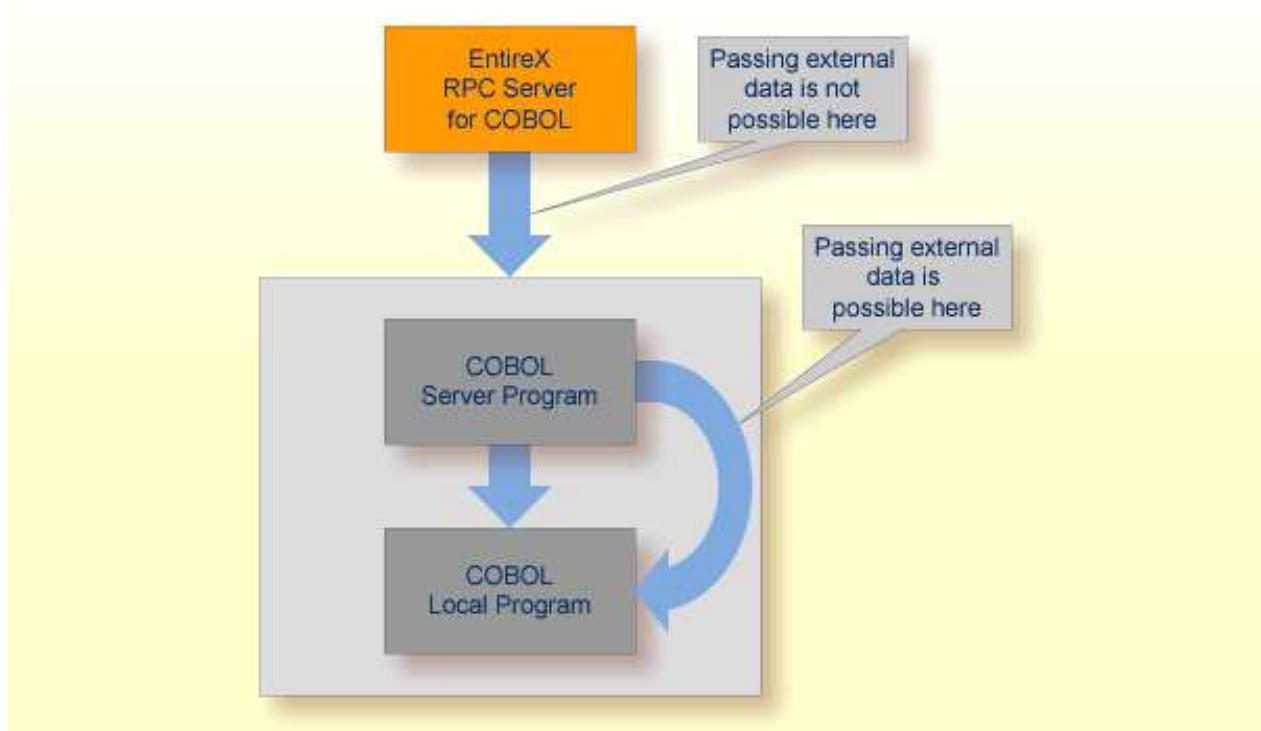 EntireX
RPC Server
for COBOL
Passing external
data is not
possible here
Passing external
data is
possible here
COBOL
Server Program
COBOL
Local Program